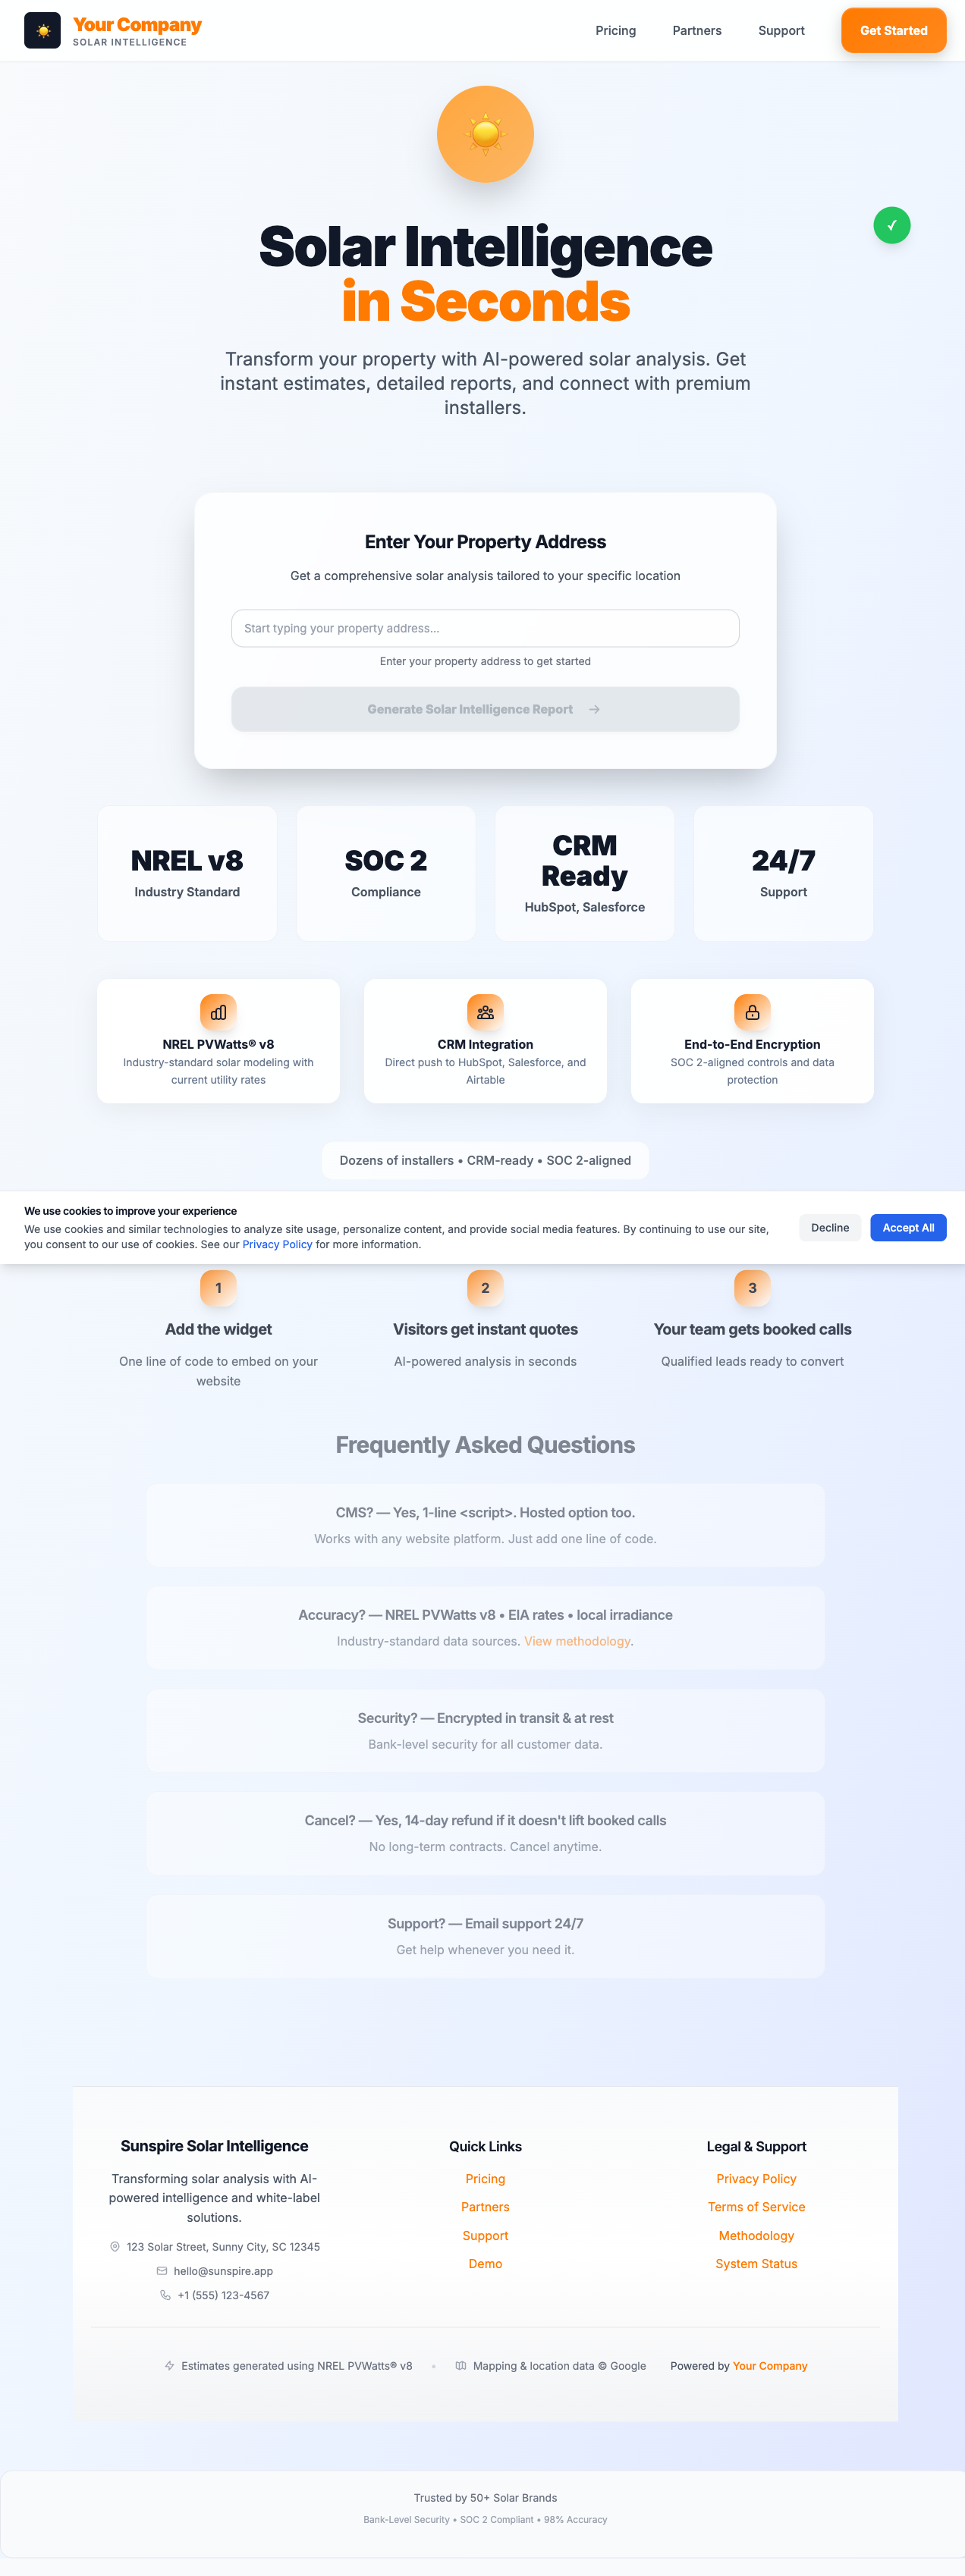 Your Company
SOLAR INTELLIGENCE
Pricing
Partners
Support
Get Started
Solar Intelligence
in Seconds
Transform your property with AI-powered solar analysis. Get
instant estimates, detailed reports, and connect with premium
installers.
Enter Your Property Address
Get a comprehensive solar analysis tailored to your specific location
Start typing your property address...
Enter your property address to get started
Generate Solar Intelligence Report →
NREL v8
Industry Standard
SOC 2
Compliance
CRM
Ready
HubSpot, Salesforce
24/7
Support
NREL PVWatts® v8
Industry-standard solar modeling with
current utility rates
CRM Integration
Direct push to HubSpot, Salesforce, and
Airtable
End-to-End Encryption
SOC 2-aligned controls and data
protection
Dozens of installers • CRM-ready • SOC 2-aligned
We use cookies to improve your experience
We use cookies and similar technologies to analyze site usage, personalize content, and provide social media features. By continuing to use our site,
you consent to our use of cookies. See our Privacy Policy for more information.
Decline
Accept All
1
Add the widget
One line of code to embed on your
website
2
Visitors get instant quotes
AI-powered analysis in seconds
3
Your team gets booked calls
Qualified leads ready to convert
Frequently Asked Questions
CMS? — Yes, 1-line <script>. Hosted option too.
Works with any website platform. Just add one line of code.
Accuracy? — NREL PVWatts v8 • EIA rates • local irradiance
Industry-standard data sources. View methodology.
Security? — Encrypted in transit & at rest
Bank-level security for all customer data.
Cancel? — Yes, 14-day refund if it doesn't lift booked calls
No long-term contracts. Cancel anytime.
Support? — Email support 24/7
Get help whenever you need it.
Sunspire Solar Intelligence
Transforming solar analysis with AI-
powered intelligence and white-label
solutions.
123 Solar Street, Sunny City, SC 12345
hello@sunspire.app
+1 (555) 123-4567
Quick Links
Pricing
Partners
Support
Demo
Legal & Support
Privacy Policy
Terms of Service
Methodology
System Status
Estimates generated using NREL PVWatts® v8
Mapping & location data © Google
Powered by Your Company
Trusted by 50+ Solar Brands
Bank-Level Security • SOC 2 Compliant • 98% Accuracy